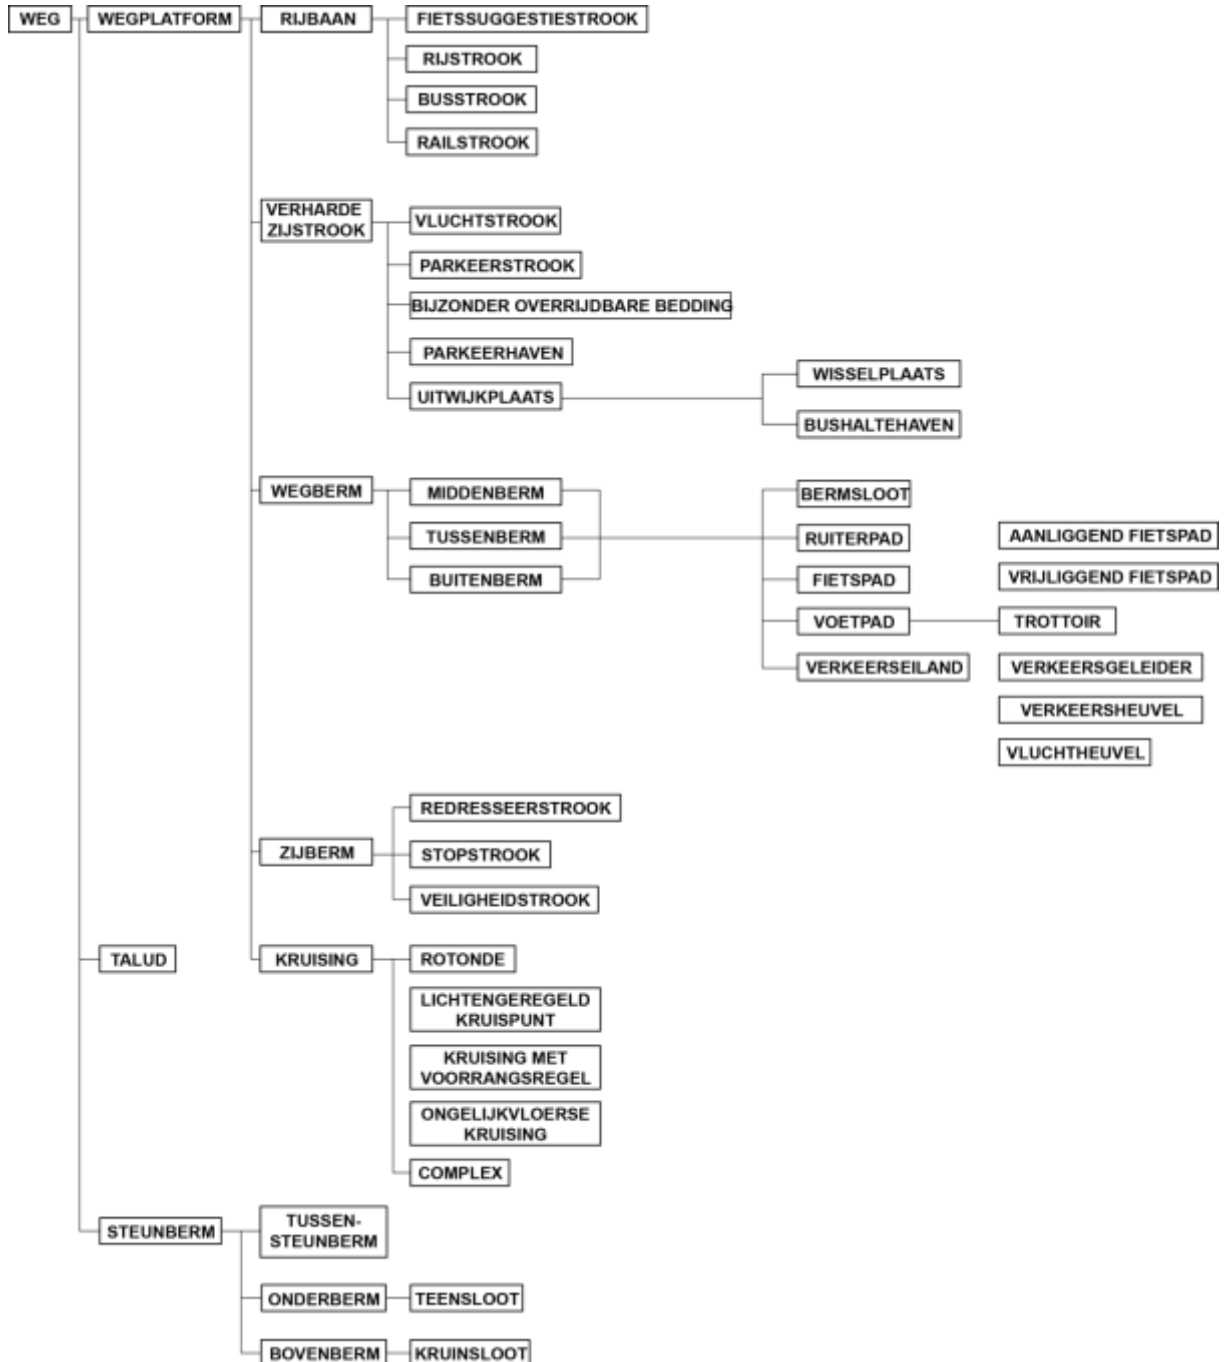 WEG
WEGPLATFORM
RIJBAAN
FIETSSUGGESTIESTROOK
RIJSTROOK
BUSSTROOK
RAILSTROOK
VERHARDE
ZIJSTROOK
VLUCHTSTROOK
PARKEERSTROOK
BIJZONDER OVERRIJDBARE BEDDING
PARKEERHAVEN
UITWIJKPLAATS
WISSELPLAATS
BUSHALTEHAVEN
WEGBERM
MIDDENBERM
TUSSENBERM
BUITENBERM
BERMSLOOT
RUITERPAD
FIETSPAD
VOETPAD
VERKEERSEILAND
AANLIGGEND FIETSPAD
VRIJLIGGEND FIETSPAD
TROTTOIR
VERKEERSGELEIDER
VERKEERSHEUVEL
VLUCHTHEUVEL
ZIJBERM
REDRESSEERSTROOK
STOPSTROOK
VEILIGHEIDSTROOK
TALUD
KRUISING
ROTONDE
LICHTENGEREGELD
KRUISPUNT
KRUISING MET
VOORRANGSREGEL
ONGELIJKVLOERSE
KRUISING
COMPLEX
STEUNBERM
TUSSEN-
STEUNBERM
ONDERBERM
TEENSLOOT
BOVENBERM
KRUINSLOOT